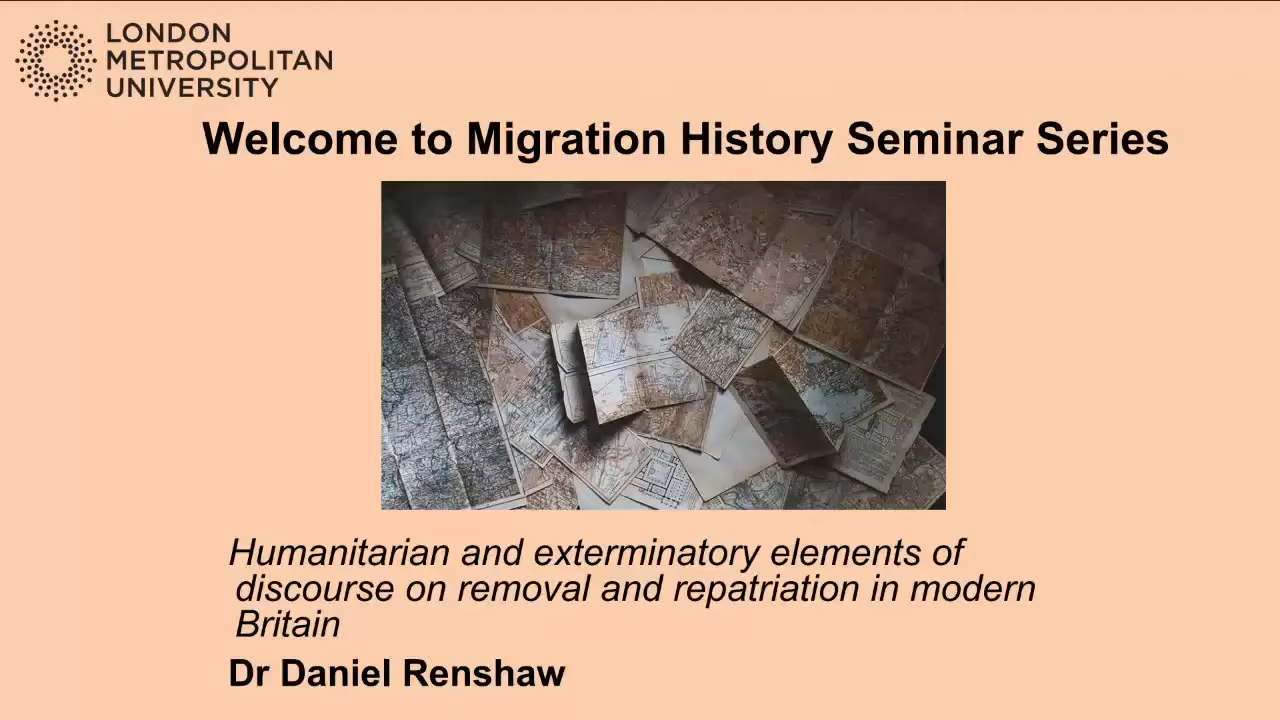 LONDON
METROPOLITAN
UNIVERSITY
Welcome to Migration History Seminar Series
Humanitarian and exterminatory elements of
discourse on removal and repatriation in modern
Britain
Dr Daniel Renshaw